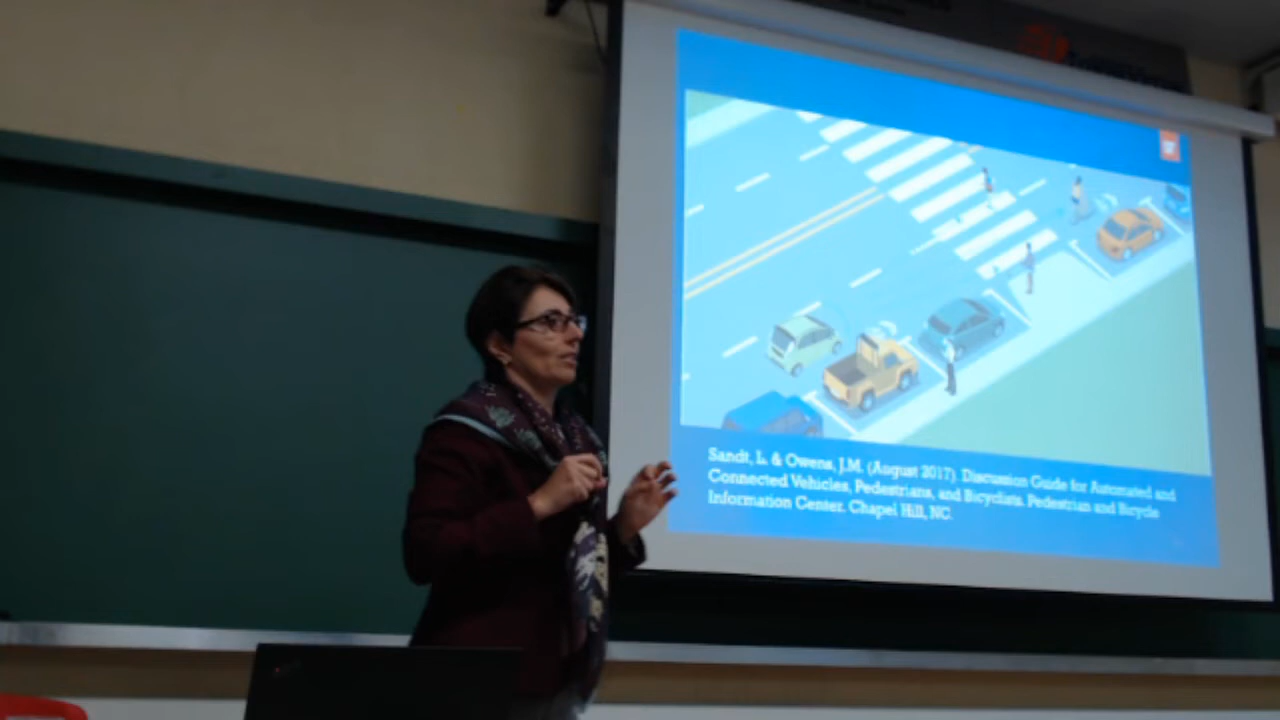 Sandt, L. & Owens, J.M. (August 2017). Discussion Guide for Automated and
Connected Vehicles, Pedestrians, and Bicyclists. Pedestrian and Bicycle
Information Center. Chapel Hill, NC.